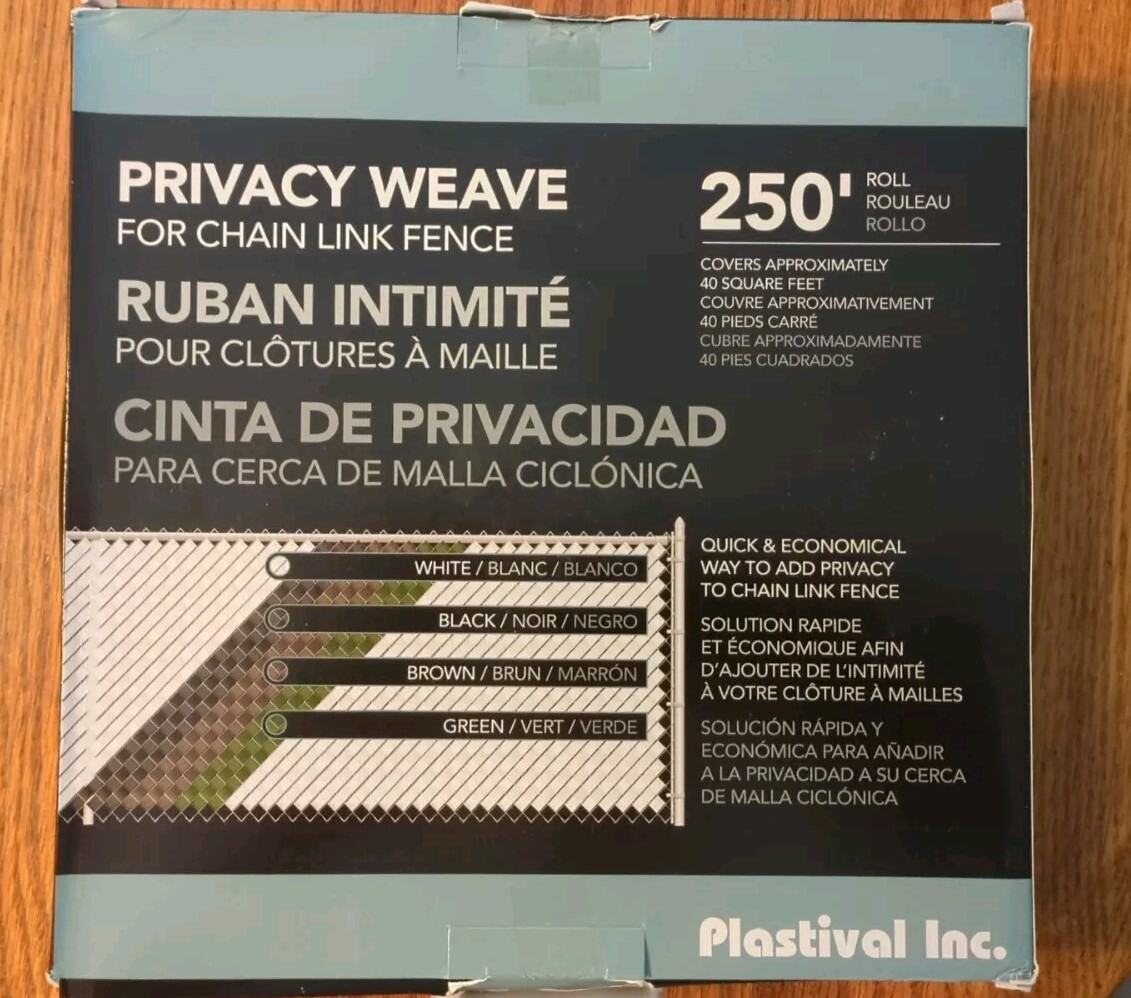 PRIVACY WEAVE
FOR CHAIN LINK FENCE
RUBAN INTIMITÉ
POUR CLÔTURES À MAILLE
CINTA DE PRIVACIDAD
PARA CERCA DE MALLA CICLÓNICA
250' ROLL
ROULEAU
ROLLO
COVERS APPROXIMATELY
40 SQUARE FEET
COUVRE APPROXIMATIVEMENT
40 PIEDS CARRÉ
CUBRE APPROXIMADAMENTE
40 PIES CUADRADOS
WHITE / BLANC / BLANCO
BLACK / NOIR / NEGRO
BROWN / BRUN / MARRÓN
GREEN / VERT / VERDE
QUICK & ECONOMICAL
WAY TO ADD PRIVACY
TO CHAIN LINK FENCE
SOLUTION RAPIDE
ET ÉCONOMIQUE AFIN
D'AJOUTER DE L'INTIMITÉ
À VOTRE CLÔTURE À MAILLES
SOLUCIÓN RÁPIDA Y
ECONÓMICA PARA AÑADIR
A LA PRIVACIDAD A SU CERCA
DE MALLA CICLÓNICA
Plastival Inc.